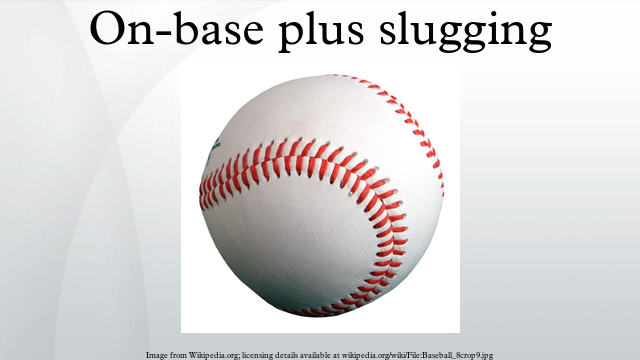 On-base plus slugging
Image from Wikipedia.org; licensing details available at wikipedia.org/wiki/File:Baseball_8crop9.jpg